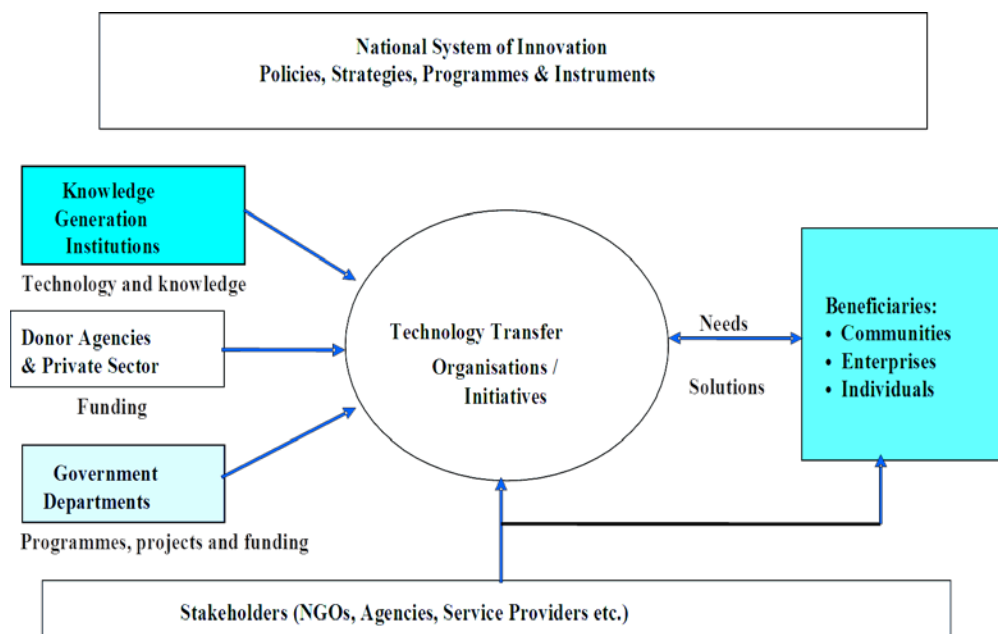 National System of Innovation
Policies, Strategies, Programmes & Instruments
Knowledge
Generation
Institutions
Technology and knowledge
Donor Agencies
& Private Sector
Funding
Government
Departments
Programmes, projects and funding
Technology Transfer
Organisations /
Initiatives
Needs
Solutions
Beneficiaries:
• Communities
• Enterprises
• Individuals
Stakeholders (NGOs, Agencies, Service Providers etc.)